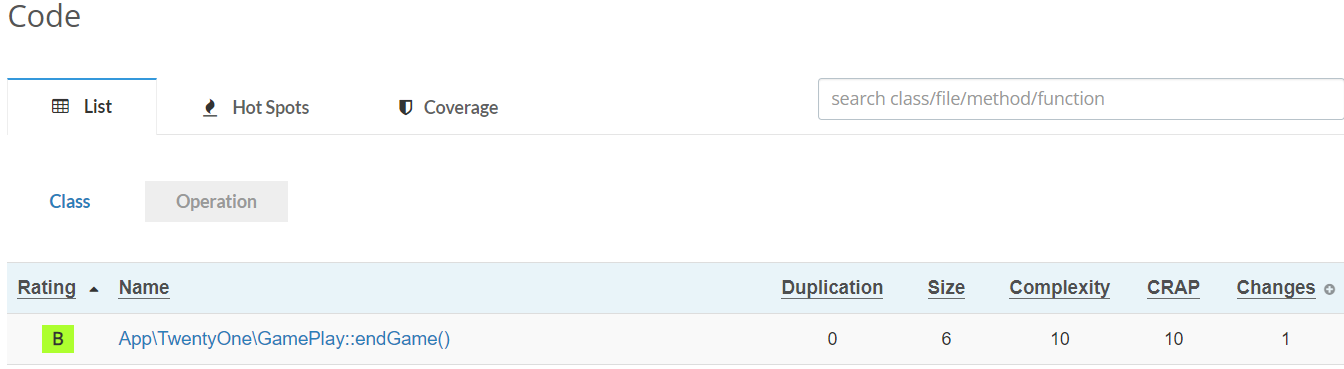 Code
List Hot Spots Coverage search class/file/method/function
Class Operation
Rating Name Duplication Size Complexity CRAP Changes
B App\TwentyOne\GamePlay::endGame() 0 6 10 10 1